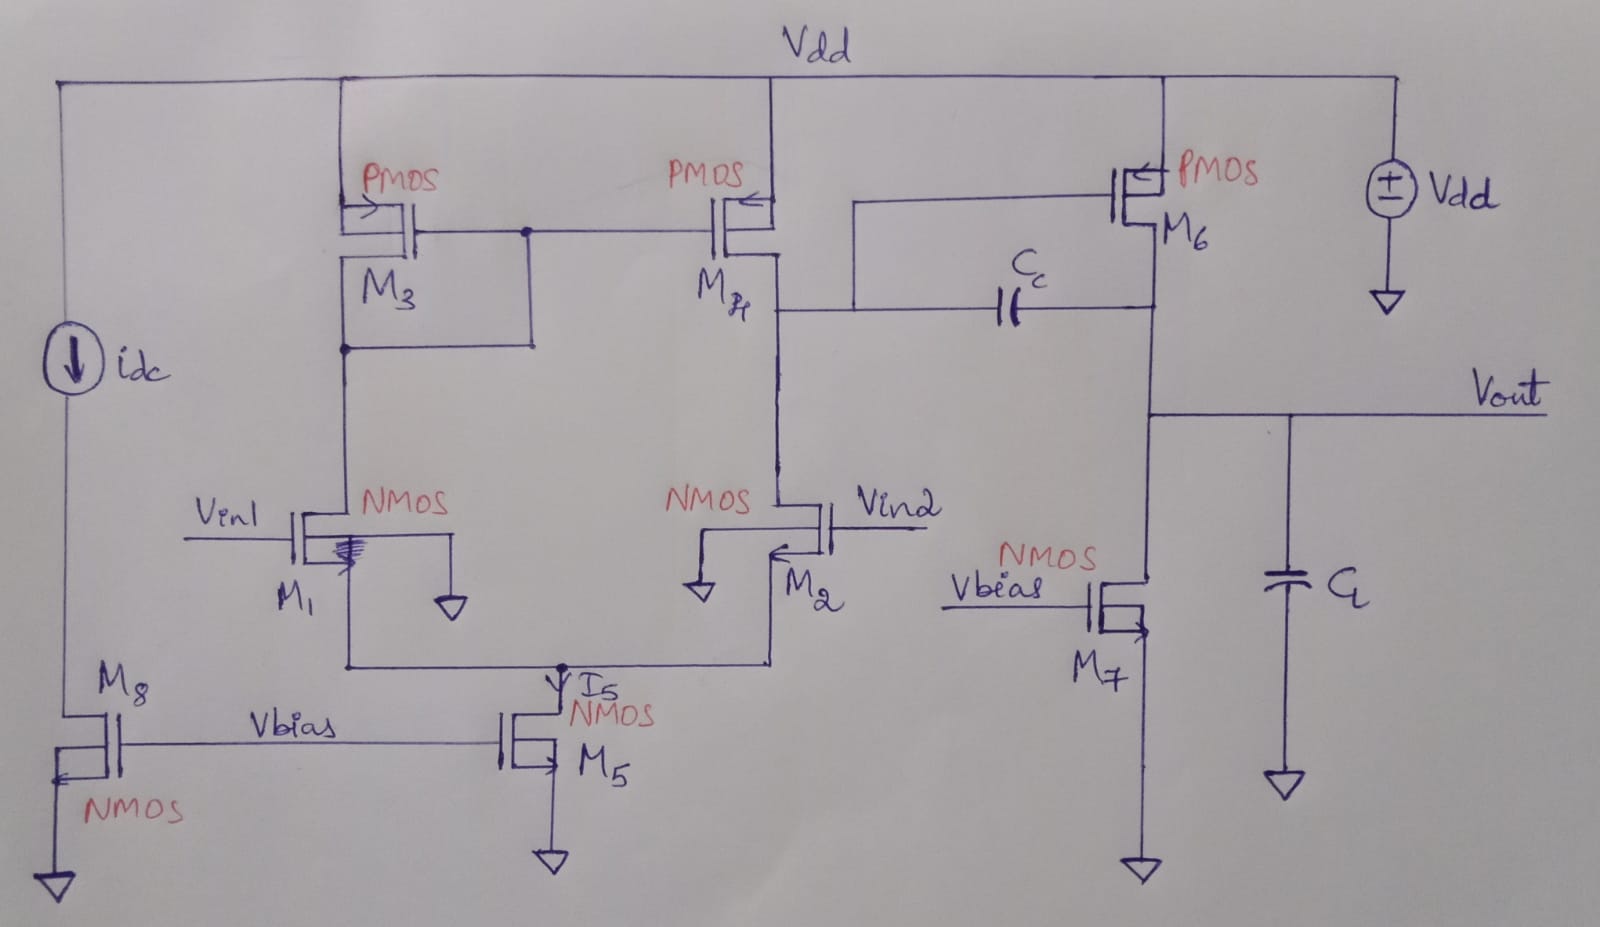 Vdd
PMOS
PMOS
PMOS
Vdd
M6
M3
M4
Cc
idc
Vout
NMOS
NMOS
Vin1
Vin2
NMOS
Vbias
M1
M2
CL
M7
M8
I5
NMOS
Vbias
M5
NMOS